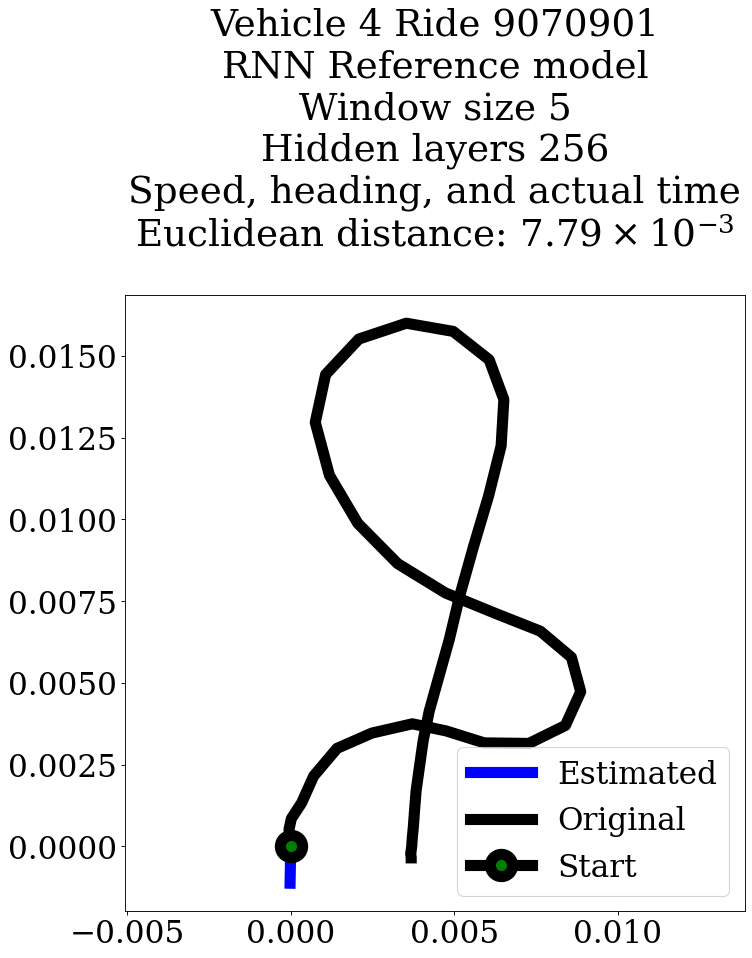 Vehicle 4 Ride 9070901
RNN Reference model
Window size 5
Hidden layers 256
Speed, heading, and actual time
Euclidean distance: 7.79 × 10⁻³
0.0150
0.0125
0.0100
0.0075
0.0050
0.0025
0.0000
−0.005 0.000 0.005 0.010
Estimated
Original
Start